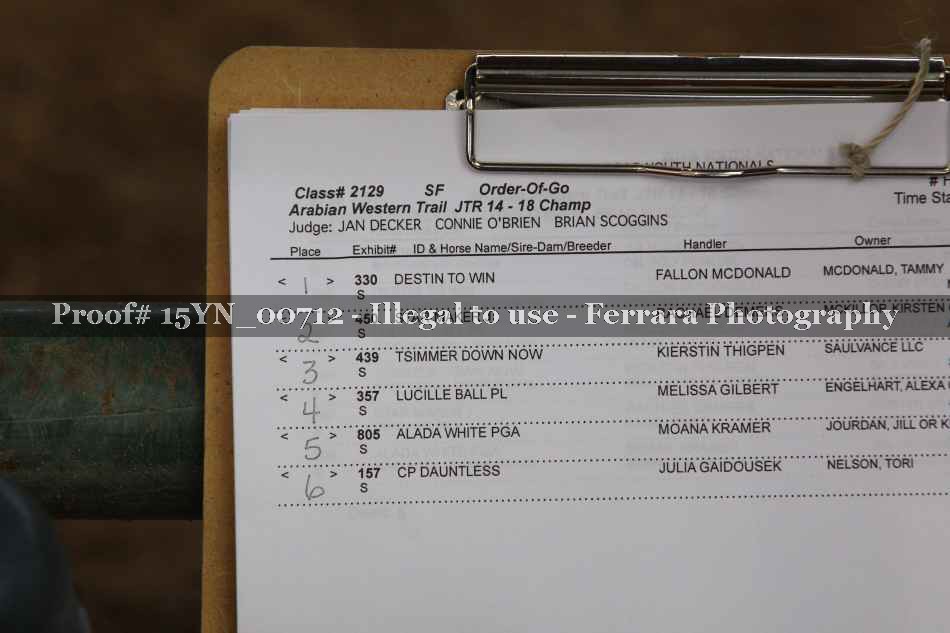 YOUTH NATIONALS
Class# 2129 SF Order-Of-Go
Arabian Western Trail JTR 14 - 18 Champ
Time Sta
Judge: JAN DECKER CONNIE O'BRIEN BRIAN SCOGGINS
Place Exhibit# ID & Horse Name/Sire-Dam/Breeder Handler Owner
< 1 > 330 DESTIN TO WIN FALLON MCDONALD MCDONALD, TAMMY
S
Proof# 15YN_00712 - Illegal to use - Ferrara Photography
2 KIRSTEN
S
< 3 > 439 TSIMMER DOWN NOW KIERSTIN THIGPEN SAULVANCE LLC
S
< 4 > 357 LUCILLE BALL PL MELISSA GILBERT ENGELHART, ALEXA
S
< 5 > 805 ALADA WHITE PGA MOANA KRAMER JOURDAN, JILL OR K
S
< 6 > 157 CP DAUNTLESS JULIA GAIDOUSEK NELSON, TORI
S